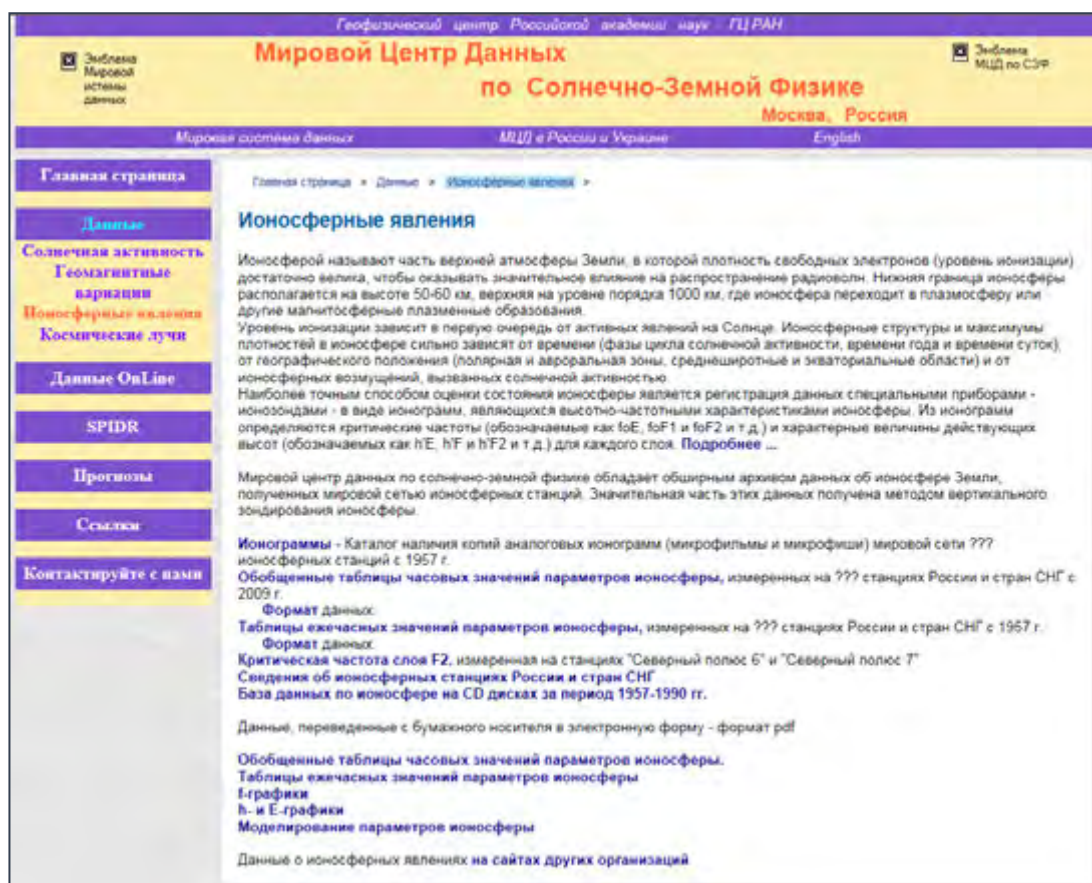 Геофизический центр Российской академии наук ГЦ РАН
Эмблема
Мировой
истемы
данных
Мировой Центр Данных
по Солнечно-Земной Физике
Москва, Россия
Эмблема
МЦД по СЗФ
Мировая система данных МЦД в России и Украине English
Главная страница
Данные
Солнечная активность
Геомагнитные
вариации
Ионосферные явления
Космические лучи
Данные OnLine
SPIDR
Прогнозы
Ссылки
Контактируйте с нами
Главная страница » Данные » Ионосферные явления »
Ионосферные явления
Ионосферой называют часть верхней атмосферы Земли, в которой плотность свободных электронов (уровень ионизации)
достаточно велика, чтобы оказывать значительное влияние на распространение радиоволн. Нижняя граница ионосферы
располагается на высоте 50-60 км, верхняя на уровне порядка 1000 км, где ионосфера переходит в плазмосферу или
другие магнитосферные плазменные образования.
Уровень ионизации зависит в первую очередь от активных явлений на Солнце. Ионосферные структуры и максимумы
плотностей в ионосфере сильно зависят от времени (фазы цикла солнечной активности, времени года и времени суток),
от географического положения (полярная и авроральная зоны, среднеширотные и экваториальные области) и от
ионосферных возмущений, вызванных солнечной активностью.
Наиболее точным способом оценки состояния ионосферы является регистрация данных специальными приборами -
ионозондами - в виде ионограмм, являющихся высотно-частотными характеристиками ионосферы. Из ионограмм
определяются критические частоты (обозначаемые как foE, foF1 и foF2 и т.д.) и характерные величины действующих
высот (обозначаемых как h'E, h'F и h'F2 и т.д.) для каждого слоя. Подробнее ...
Мировой центр данных по солнечно-земной физике обладает обширным архивом данных об ионосфере Земли,
полученных мировой сетью ионосферных станций. Значительная часть этих данных получена методом вертикального
зондирования ионосферы.
Ионограммы - Каталог наличия копий аналоговых ионограмм (микрофильмы и микрофиши) мировой сети ???
ионосферных станций с 1957 г.
Обобщенные таблицы часовых значений параметров ионосферы, измеренных на ??? станциях России и стран СНГ с
2009 г.
Формат данных
Таблицы ежечасных значений параметров ионосферы, измеренных на ??? станциях России и стран СНГ с 1957 г.
Формат данных
Критическая частота слоя F2, измеренная на станциях "Северный полюс 6" и "Северный полюс 7"
Сведения об ионосферных станциях России и стран СНГ
База данных по ионосфере на CD дисках за период 1957-1990 гг.
Данные, переведенные с бумажного носителя в электронную форму - формат pdf
Обобщенные таблицы часовых значений параметров ионосферы.
Таблицы ежечасных значений параметров ионосферы
f-графики
h- и E-графики
Моделирование параметров ионосферы
Данные о ионосферных явлениях на сайтах других организаций